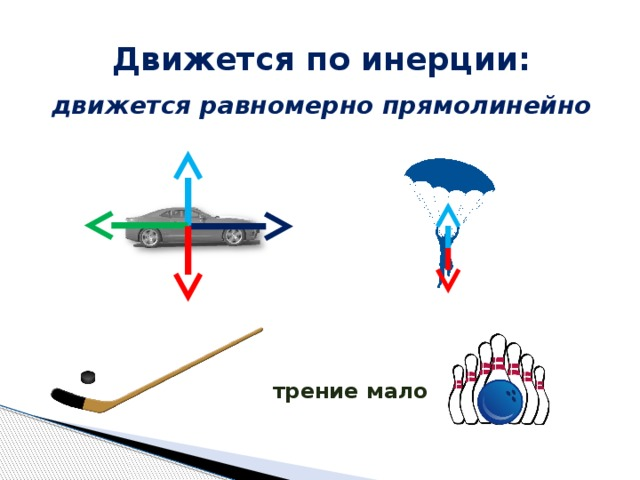 Движется по инерции:
движется равномерно прямолинейно
трение мало